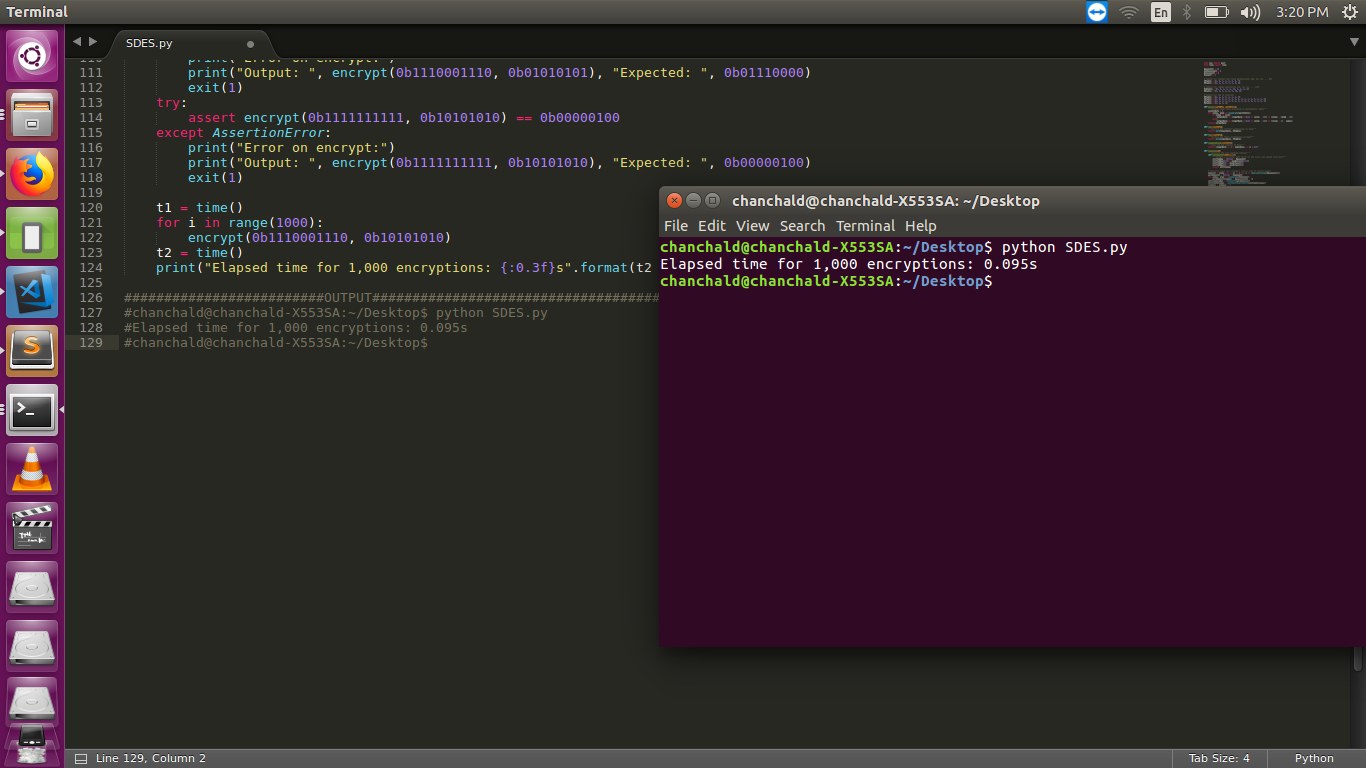 Terminal
En
3:20 PM
SDES.py
110 print("Error on encrypt:")
111 print("Output: ", encrypt(0b1110001110, 0b01010101), "Expected: ", 0b01110000)
112 exit(1)
113 try:
114 assert encrypt(0b1111111111, 0b10101010) == 0b00000100
115 except AssertionError:
116 print("Error on encrypt:")
117 print("Output: ", encrypt(0b1111111111, 0b10101010), "Expected: ", 0b00000100)
118 exit(1)
119
120 t1 = time()
121 for i in range(1000):
122 encrypt(0b1110001110, 0b10101010)
123 t2 = time()
124 print("Elapsed time for 1,000 encryptions: {:0.3f}s".format(t2
125
126 #########################OUTPUT####################################
127 #chanchald@chanchald-X553SA:~/Desktop$ python SDES.py
128 #Elapsed time for 1,000 encryptions: 0.095s
129 #chanchald@chanchald-X553SA:~/Desktop$
chanchald@chanchald-X553SA: ~/Desktop
File Edit View Search Terminal Help
chanchald@Chanchald-X553SA:~/Desktop$ python SDES.py
Elapsed time for 1,000 encryptions: 0.095s
chanchald@chanchald-X553SA:~/Desktop$
Line 129, Column 2
Tab Size: 4
Python